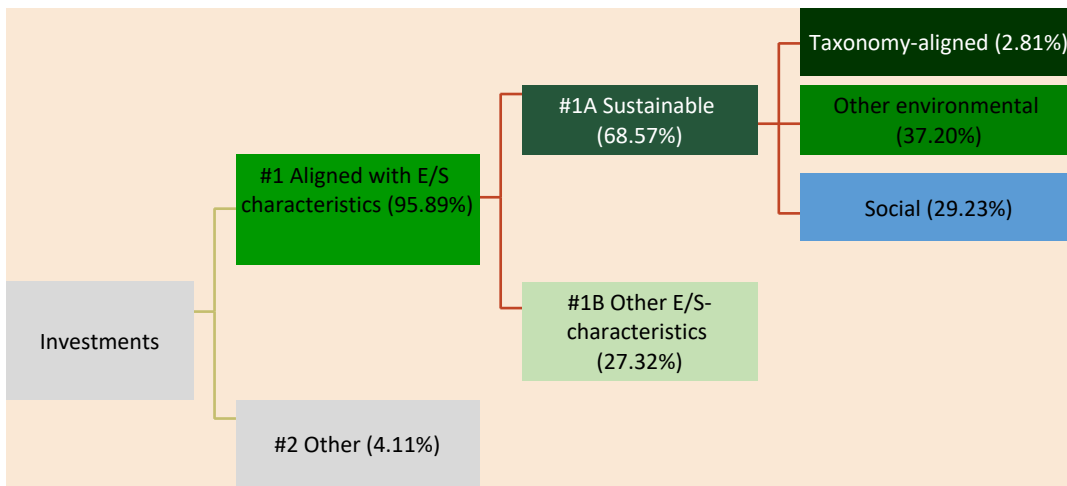 Taxonomy-aligned (2.81%)
#1A Sustainable
(68.57%)
Other environmental
(37.20%)
#1 Aligned with E/S
characteristics (95.89%)
Social (29.23%)
#1B Other E/S-
characteristics
(27.32%)
Investments
#2 Other (4.11%)